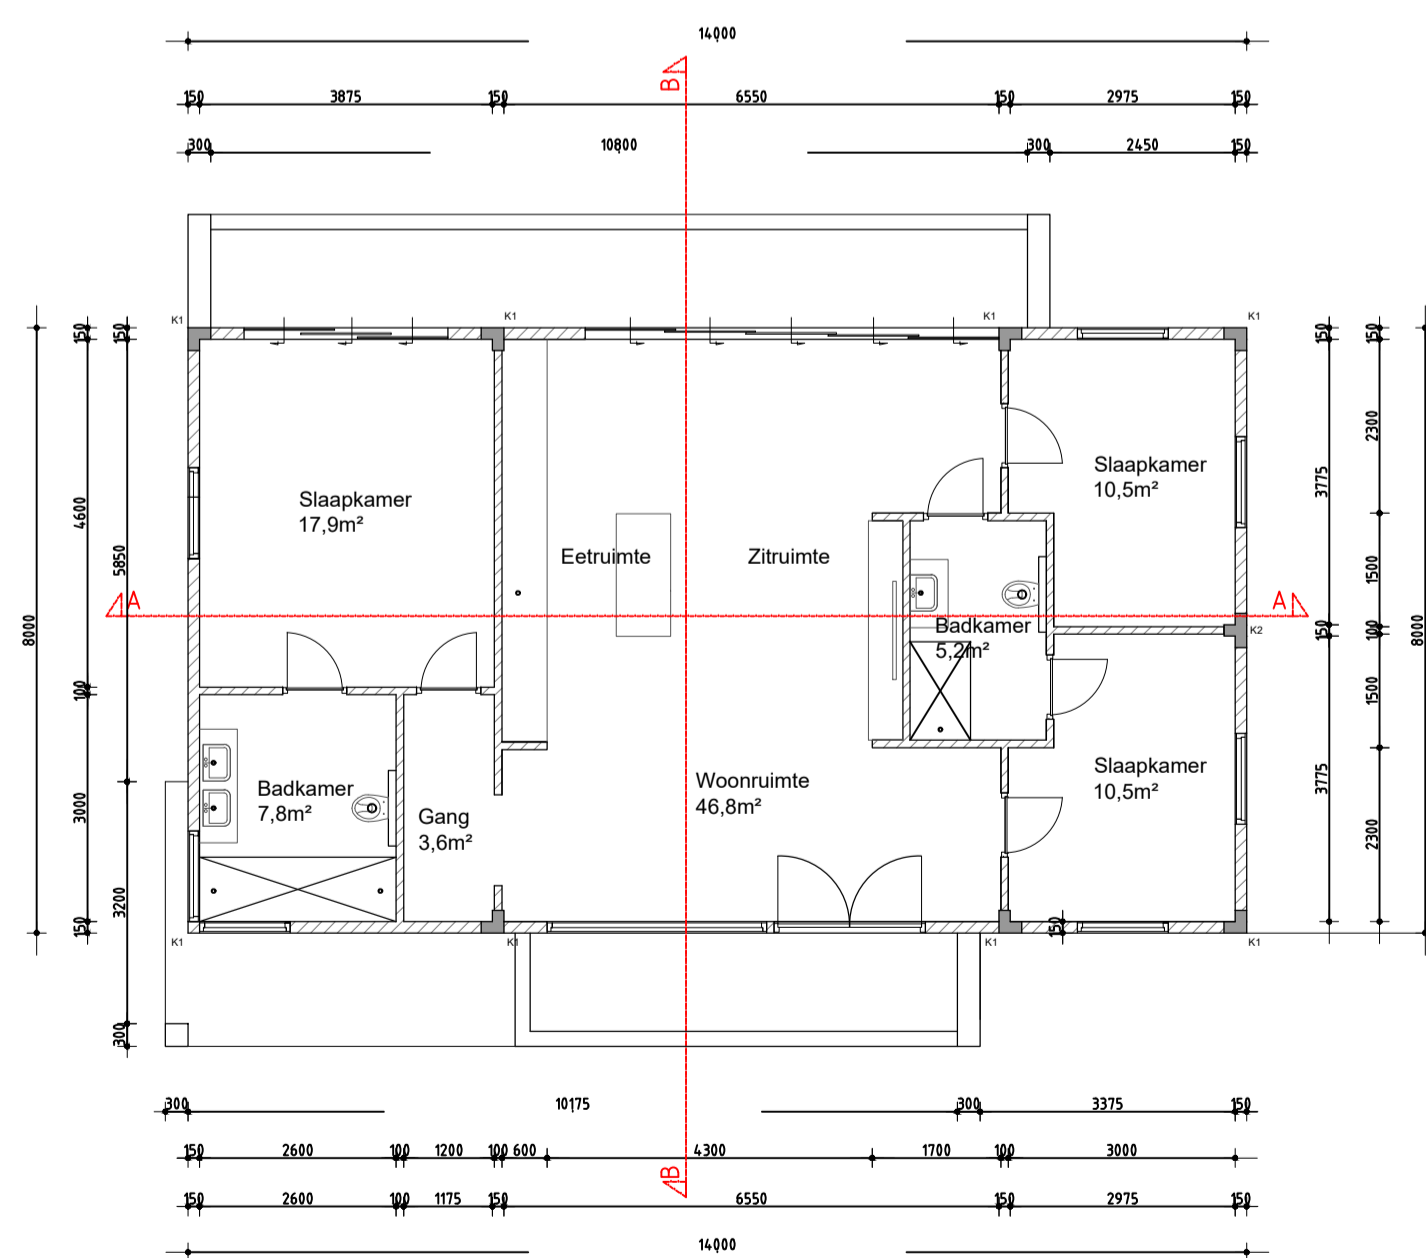 14000
B
150 3875 150 6550 150 2975 150
300 10800 300 2450 150
K1 K1 K1 K1
150 150 150 150
2300
Slaapkamer
10,5m²
3775
Slaapkamer
17,9m²
4600
Eetruimte Zitruimte
5850
1500
A A
8000 150 100 8000
Badkamer
5,2m²
K2
100
1500
Woonruimte
46,8m²
Slaapkamer
10,5m²
3775
Badkamer
7,8m²
3000
Gang
3,6m²
2300
3200
150 150
K1 K1 K1 K1
300
300 10175 300 3375 150
150 2600 100 1200 100 600 4300 1700 100 3000
B
150 2600 100 1175 150 6550 150 2975 150
14000